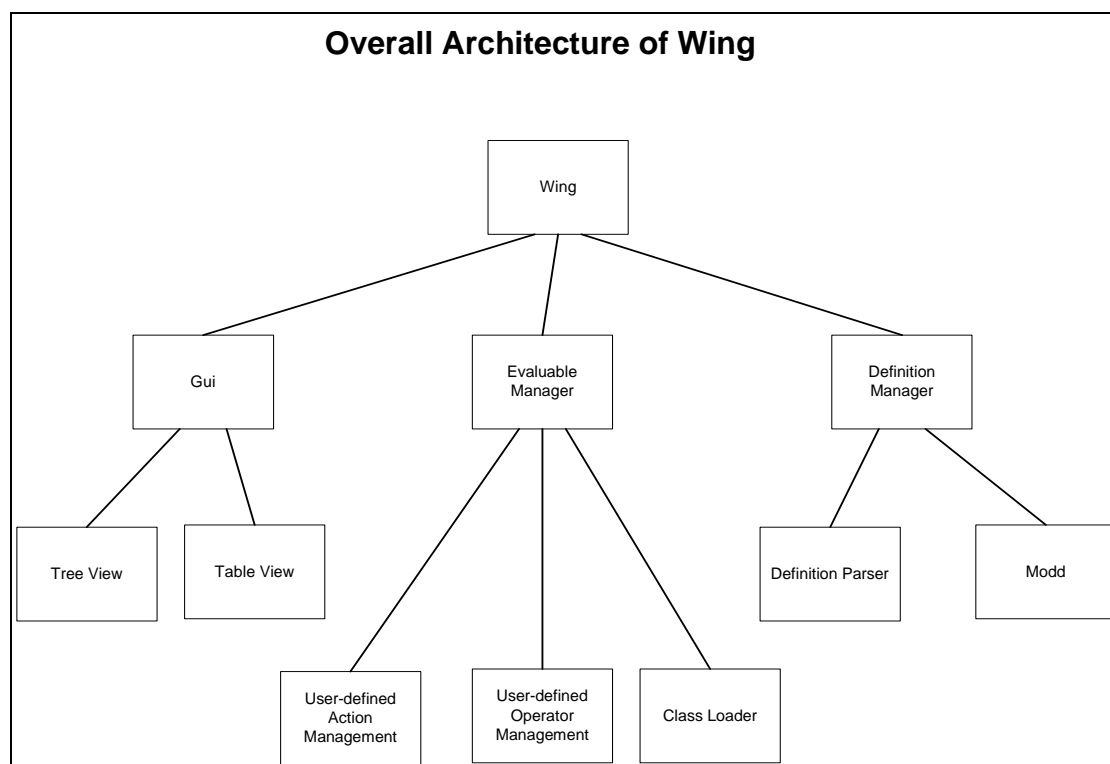 Overall Architecture of Wing
Wing
Gui
Evaluable
Manager
Definition
Manager
Tree View
Table View
Definition Parser
Modd
User-defined
Action
Management
User-defined
Operator
Management
Class Loader